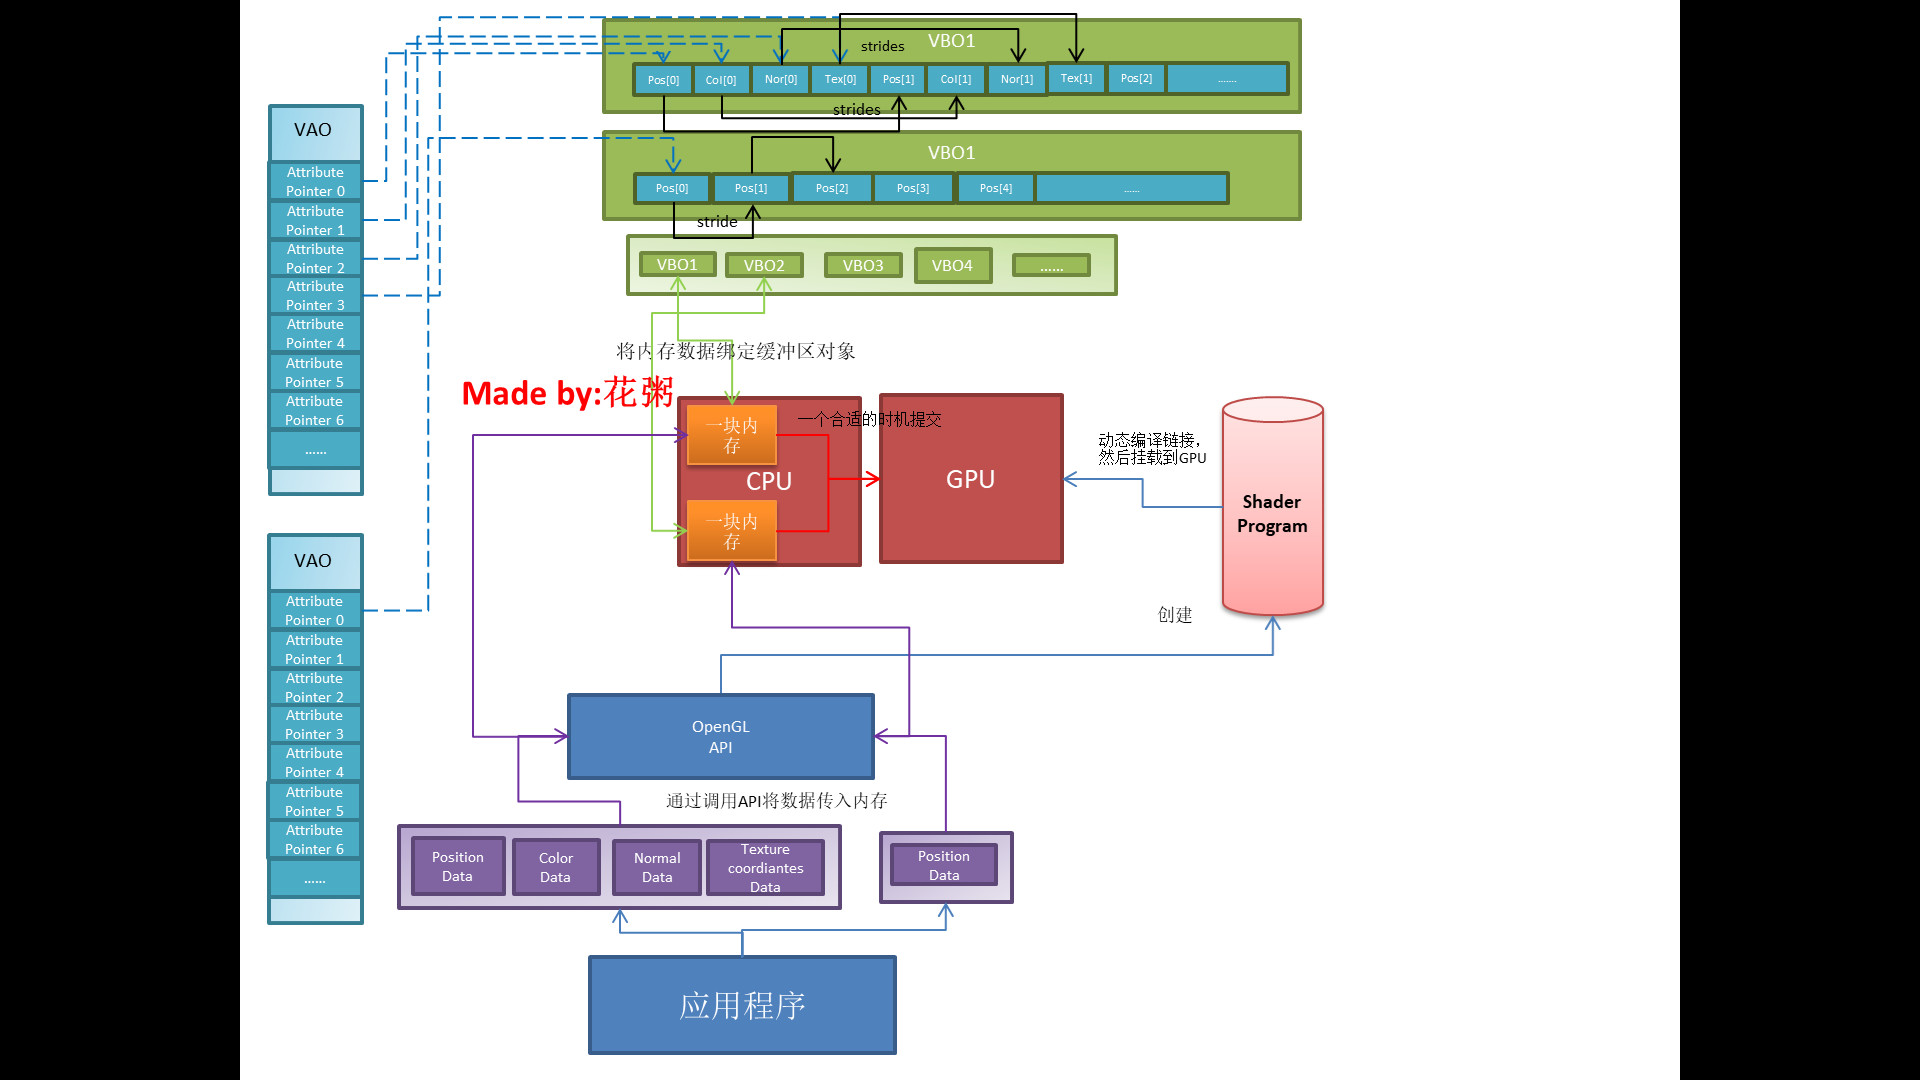 VBO1
strides
Pos[0] Col[0] Nor[0] Tex[0] Pos[1] Col[1] Nor[1] Tex[1] Pos[2] .......
strides
VBO1
Pos[0] Pos[1] Pos[2] Pos[3] Pos[4] ......
stride
VBO1 VBO2 VBO3 VBO4 ......
VAO
Attribute
Pointer 0
Attribute
Pointer 1
Attribute
Pointer 2
Attribute
Pointer 3
Attribute
Pointer 4
Attribute
Pointer 5
Attribute
Pointer 6
......
将内存数据绑定缓冲区对象
Made by:花粥
一块内
存
一个合适的时机提交
CPU
一块内
存
GPU
动态编译链接，
然后挂载到GPU
Shader
Program
创建
VAO
Attribute
Pointer 0
Attribute
Pointer 1
Attribute
Pointer 2
Attribute
Pointer 3
Attribute
Pointer 4
Attribute
Pointer 5
Attribute
Pointer 6
......
OpenGL
API
通过调用API将数据传入内存
Position
Data
Color
Data
Normal
Data
Texture
coordiantes
Data
Position
Data
应用程序